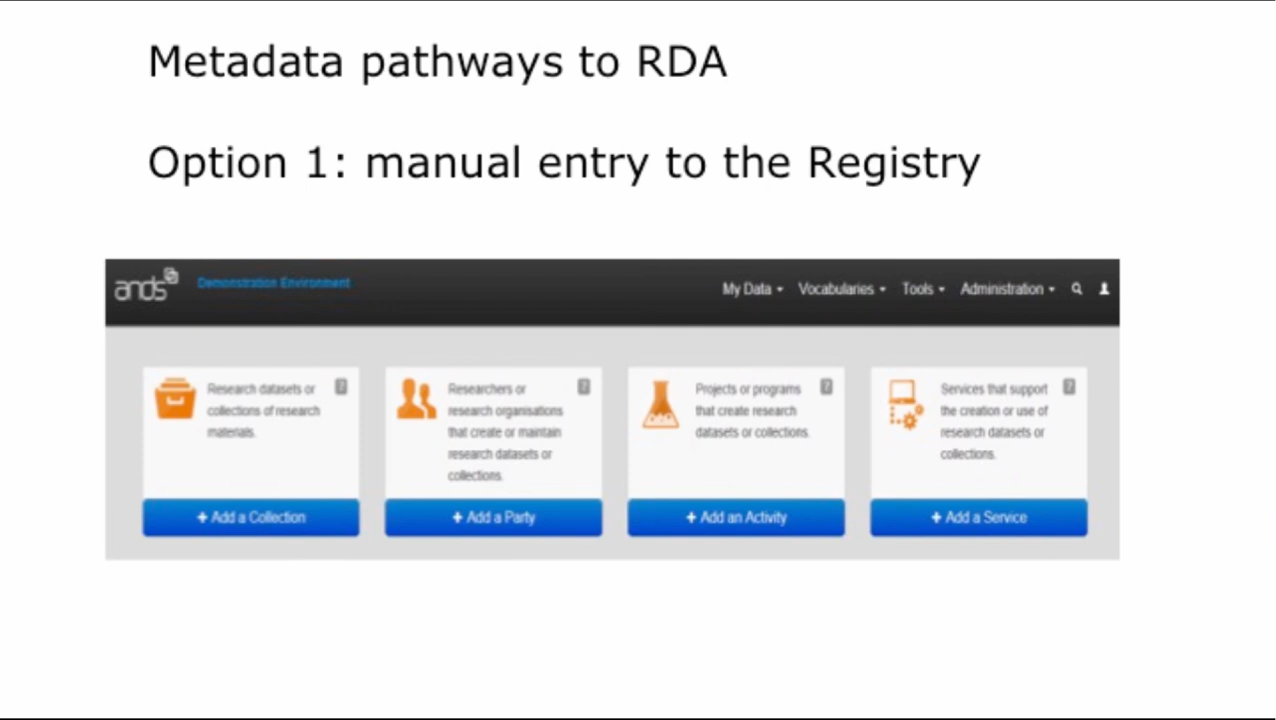 Metadata pathways to RDA
Option 1: manual entry to the Registry
ands
Demonstration Environment
My Data
Vocabularies
Tools
Administration
Research datasets or
collections of research
materials.
+ Add a Collection
Researchers or
research organisations
that create or maintain
research datasets or
collections.
+ Add a Party
Projects or programs
that create research
datasets or collections.
+ Add an Activity
Services that support
the creation or use of
research datasets or
collections.
+ Add a Service